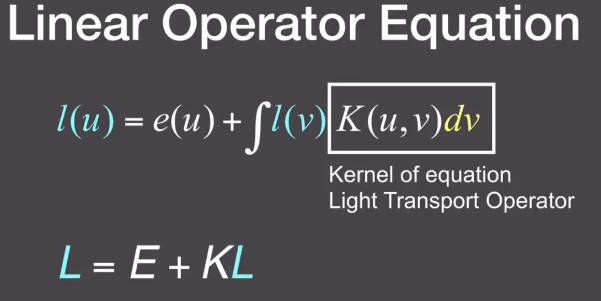 Linear Operator Equation
l(u) = e(u) + ∫ l(v) K(u, v)dv
Kernel of equation
Light Transport Operator
L = E + KL